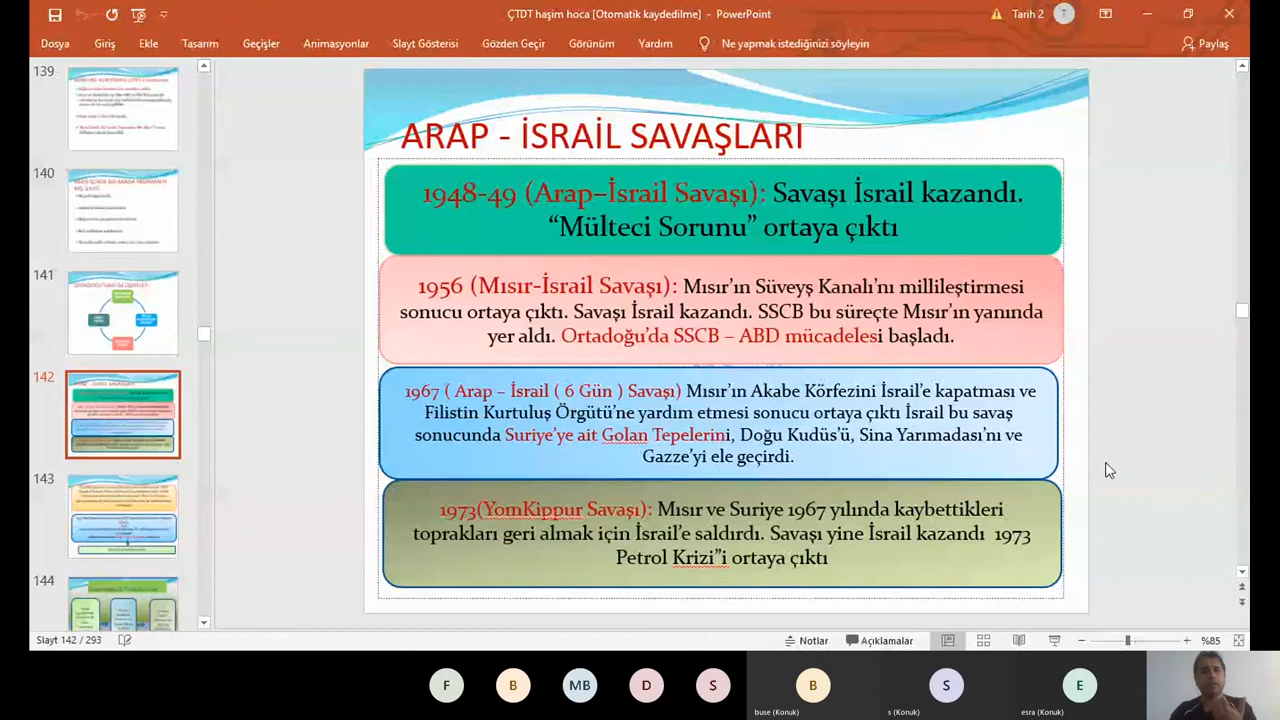 ÇTDT haşim hoca [Otomatik kaydedilme] - PowerPoint
Tarih 2
T
Dosya Giriş Ekle Tasarım Geçişler Animasyonlar Slayt Gösterisi Gözden Geçir Görünüm Yardım Ne yapmak istediğinizi söyleyin Paylaş
139
140
141
142
143
144
ARAP - İSRAİL SAVAŞLARI
1948-49 (Arap–İsrail Savaşı): Savaşı İsrail kazandı.
“Mülteci Sorunu” ortaya çıktı
1956 (Mısır-İsrail Savaşı): Mısır’ın Süveyş Kanalı’nı millileştirmesi
sonucu ortaya çıktı. Savaşı İsrail kazandı. SSCB bu süreçte Mısır’ın yanında
yer aldı. Ortadoğu’da SSCB – ABD mücadelesi başladı.
1967 ( Arap – İsrail ( 6 Gün ) Savaşı) Mısır’ın Akabe Körfezini İsrail’e kapatması ve
Filistin Kurtuluş Örgütü’ne yardım etmesi sonucu ortaya çıktı İsrail bu savaş
sonucunda Suriye’ye ait Golan Tepelerini, Doğu Kudüs’ü, Sina Yarımadası’nı ve
Gazze’yi ele geçirdi.
1973(YomKippur Savaşı): Mısır ve Suriye 1967 yılında kaybettikleri
toprakları geri almak için İsrail’e saldırdı. Savaşı yine İsrail kazandı 1973
Petrol Krizi”i ortaya çıktı
Slayt 142 / 293
Notlar Açıklamalar %85
F B MB D S B S E
buse (Konuk) s (Konuk) esra (Konuk)